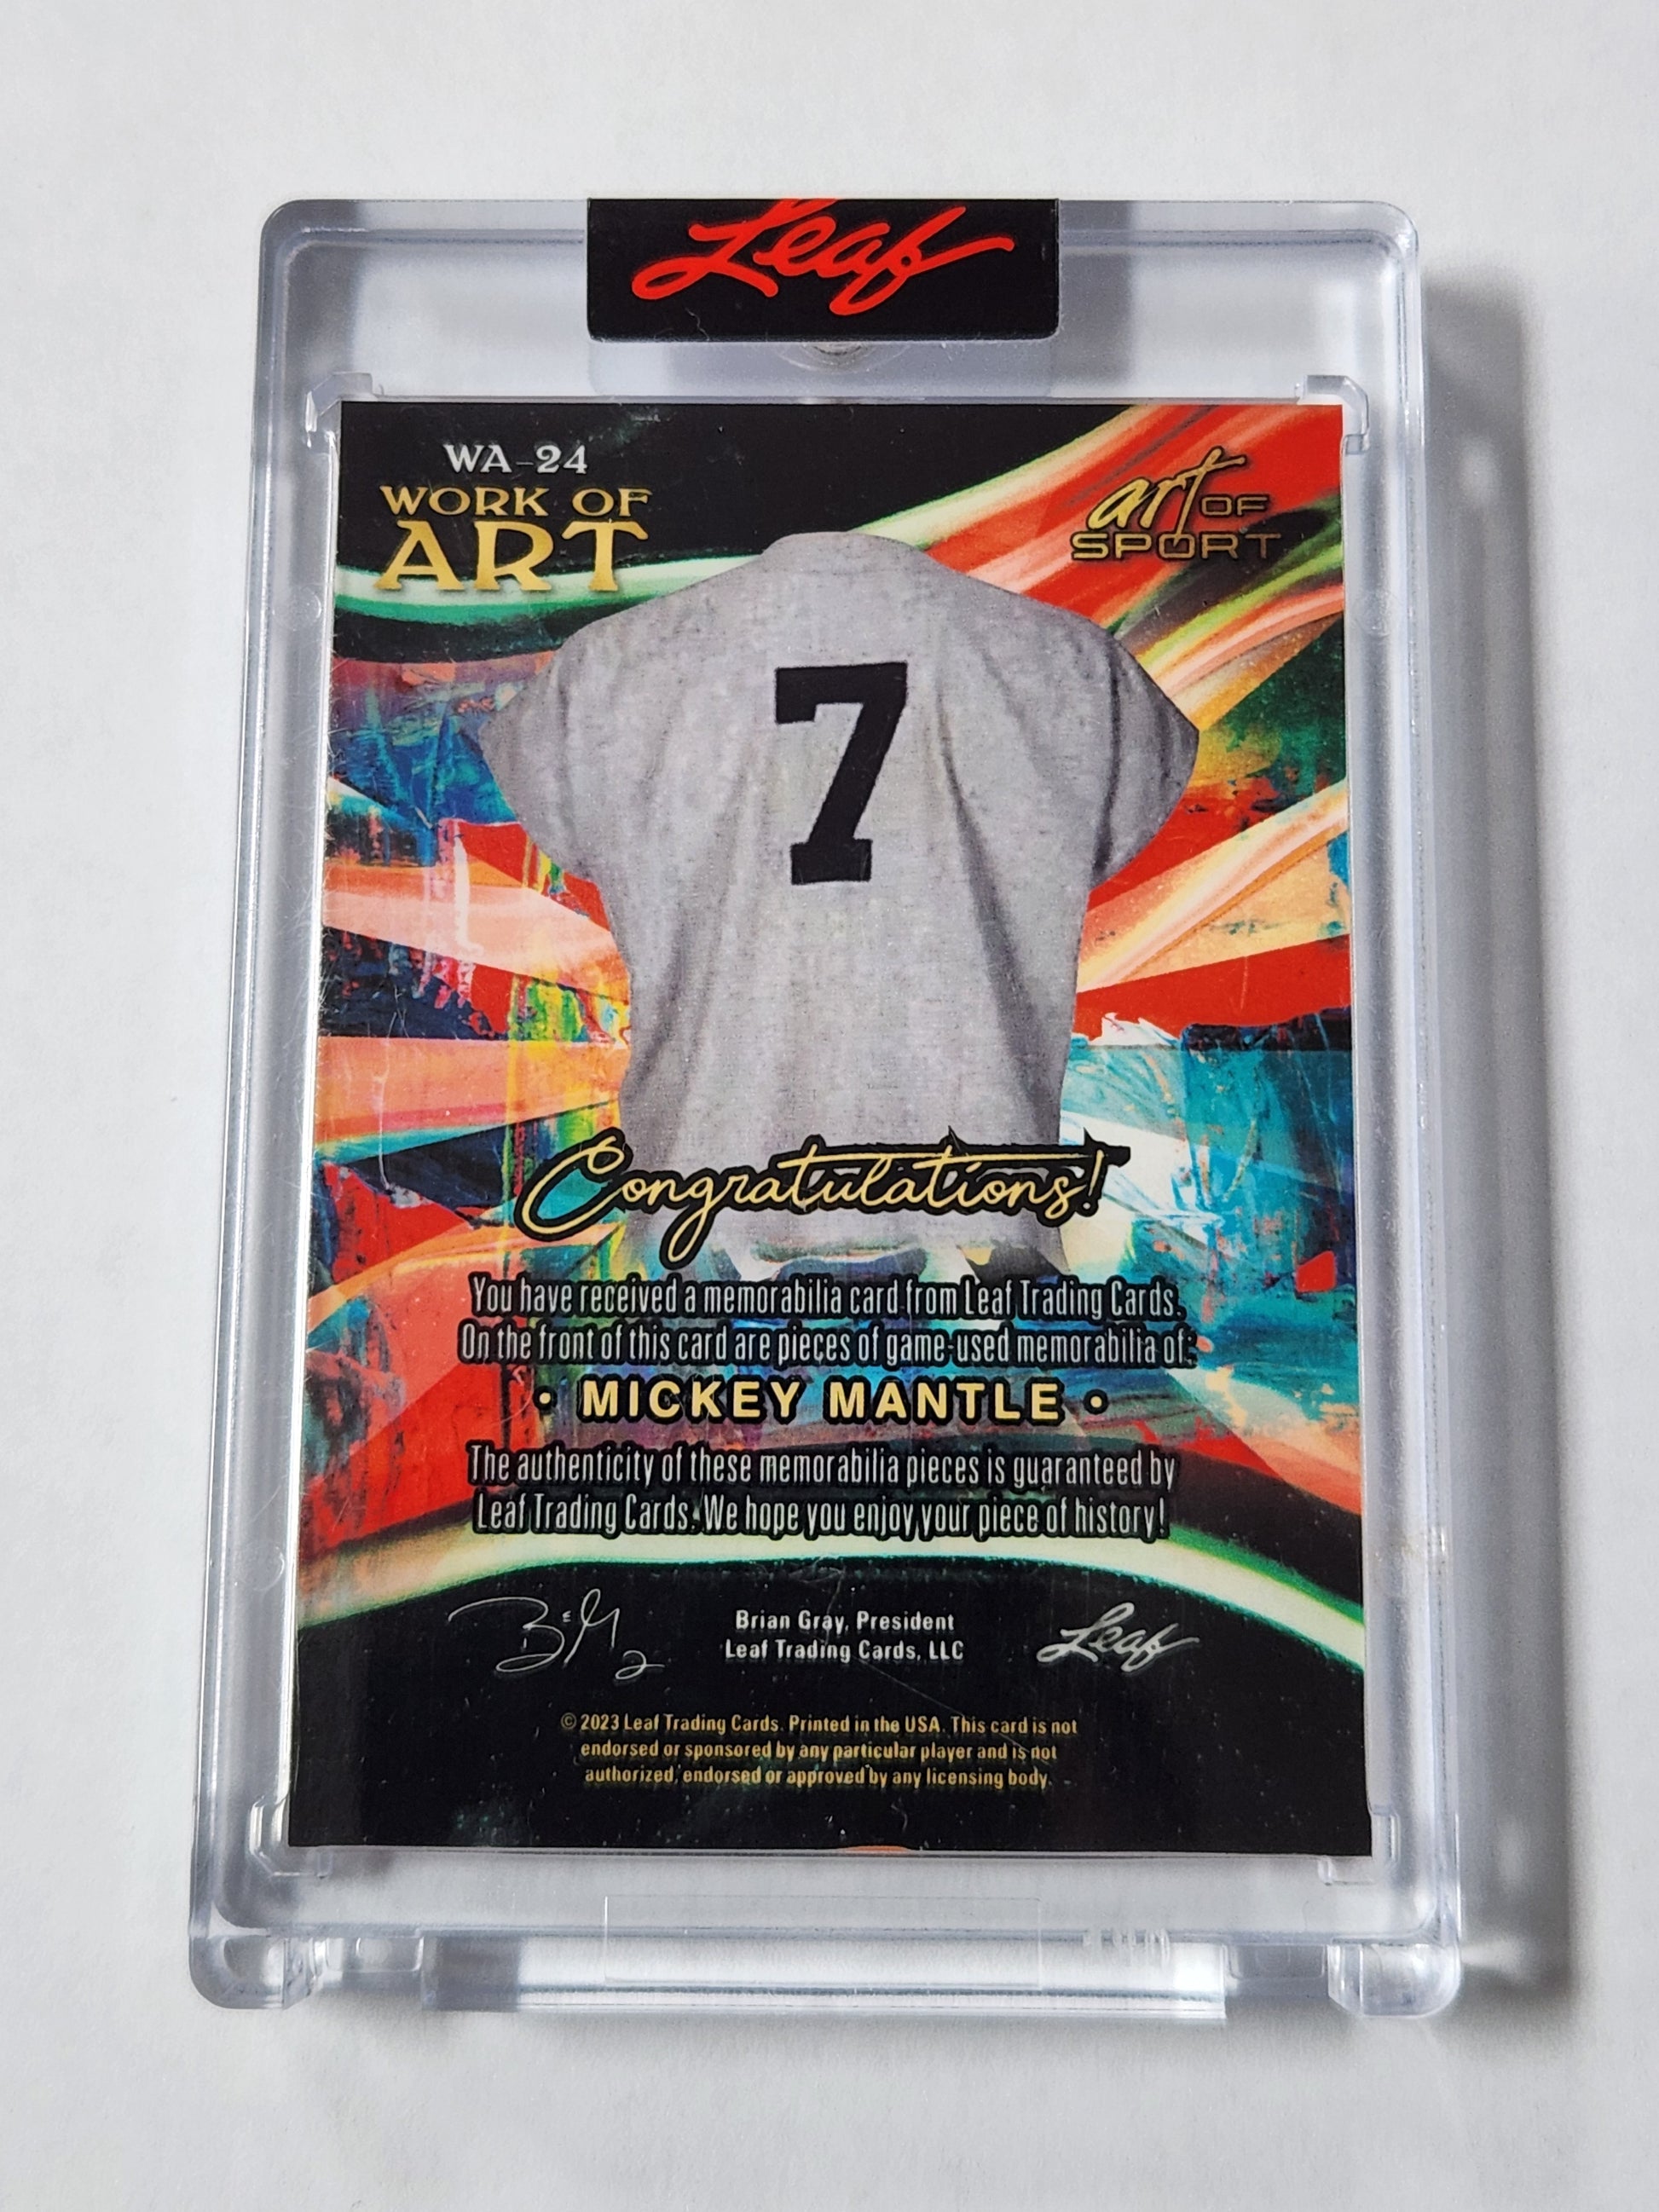 Leaf
WA-24
WORK OF
ART
art OF
SPORT
7
Congratulations!
You have received a memorabilia card from Leaf Trading Cards.
On the front of this card are pieces of game-used memorabilia of:
• MICKEY MANTLE •
The authenticity of these memorabilia pieces is guaranteed by
Leaf Trading Cards. We hope you enjoy your piece of history!
Brian Gray, President
Leaf Trading Cards, LLC
Leaf
© 2023 Leaf Trading Cards. Printed in the USA. This card is not
endorsed or sponsored by any particular player and is not
authorized, endorsed or approved by any licensing body.